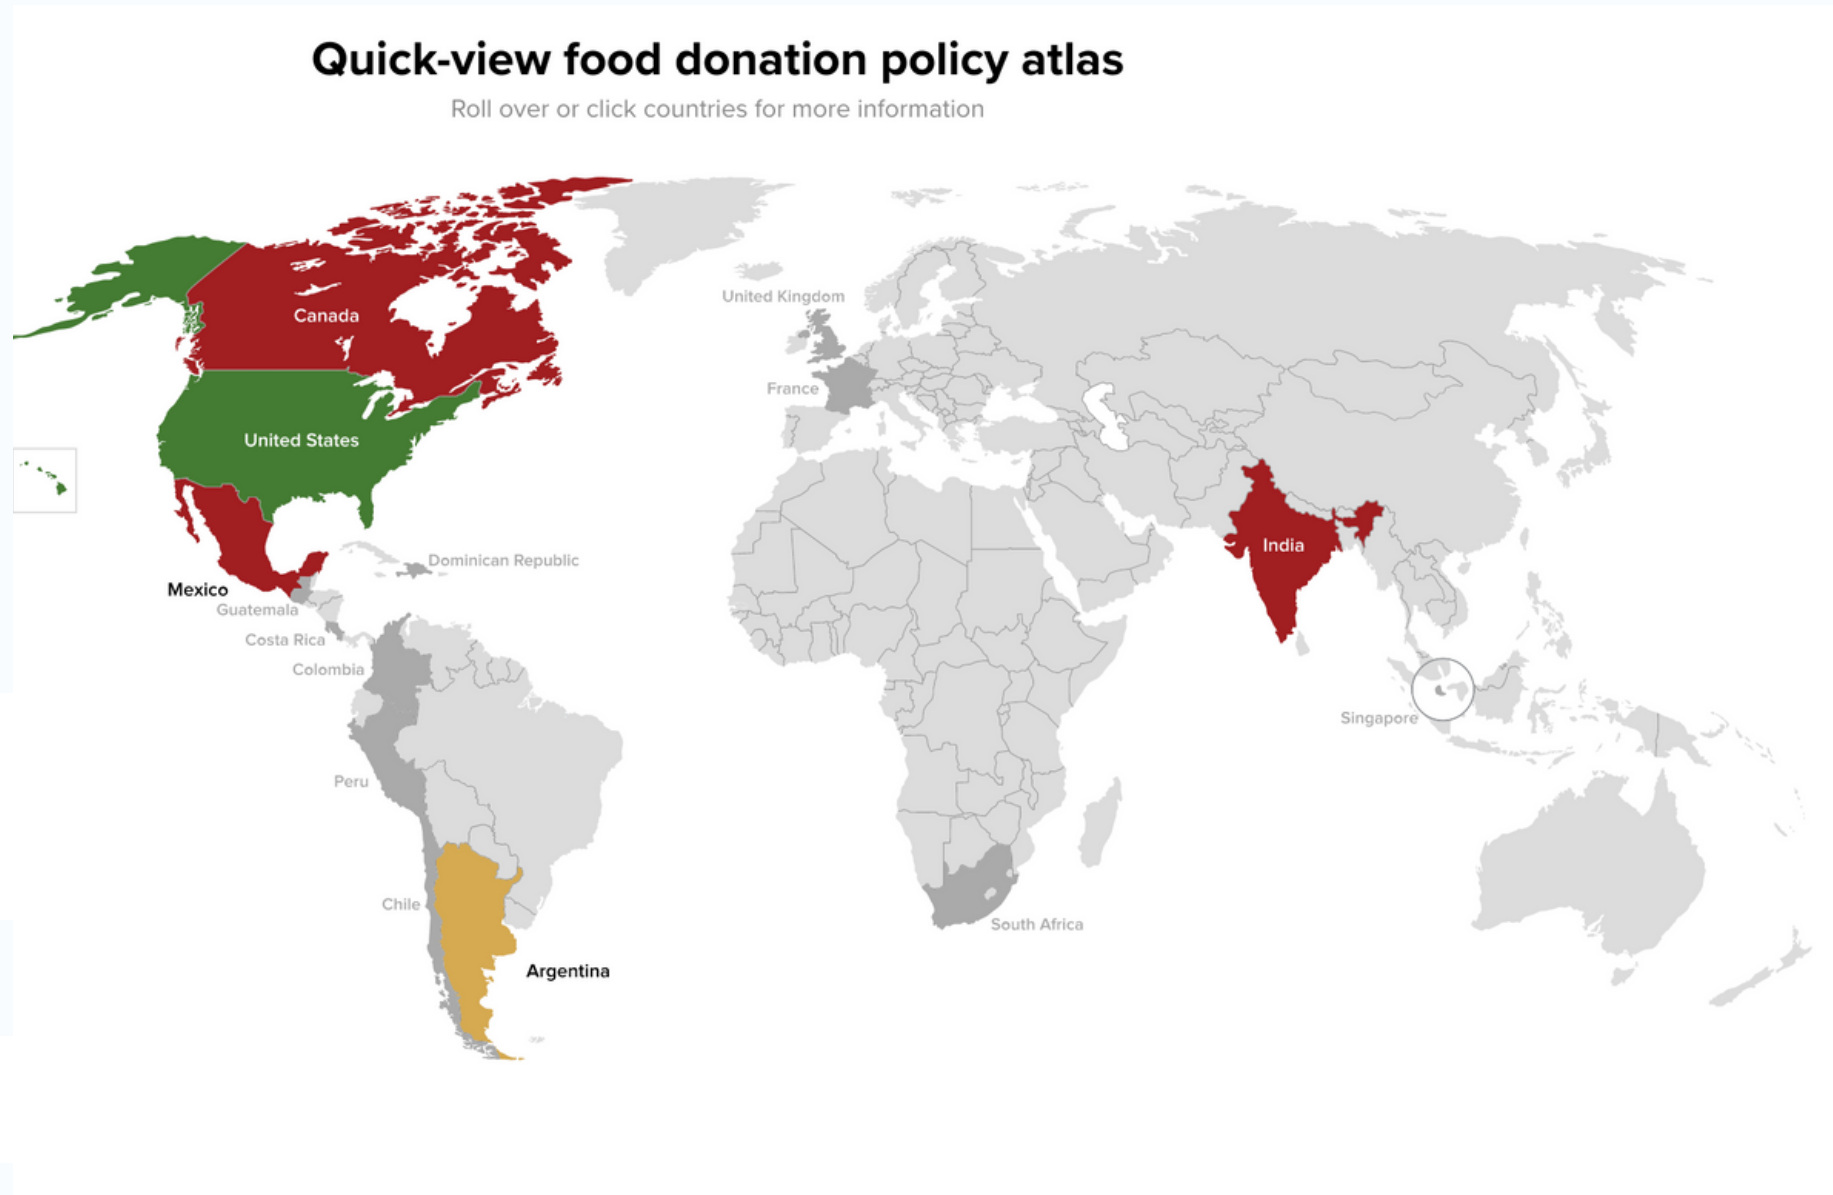 Quick-view food donation policy atlas
Roll over or click countries for more information
Canada
United Kingdom
France
United States
India
Dominican Republic
Mexico
Guatemala
Costa Rica
Colombia
Singapore
Peru
Chile
South Africa
Argentina